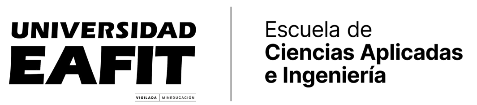 UNIVERSIDAD
EAFIT
VIGILADA | MINEDUCACIÓN
Escuela de
Ciencias Aplicadas
e Ingeniería